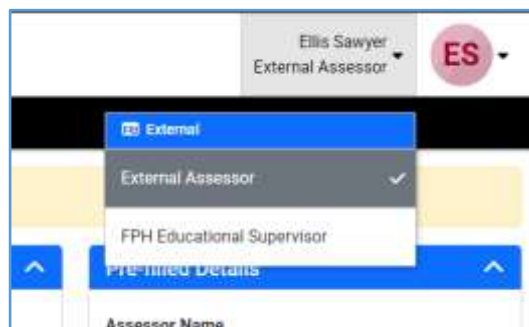 Ellis Sawyer
External Assessor
ES
External
External Assessor
FPH Educational Supervisor
Pre-filled Details
Assessor Name